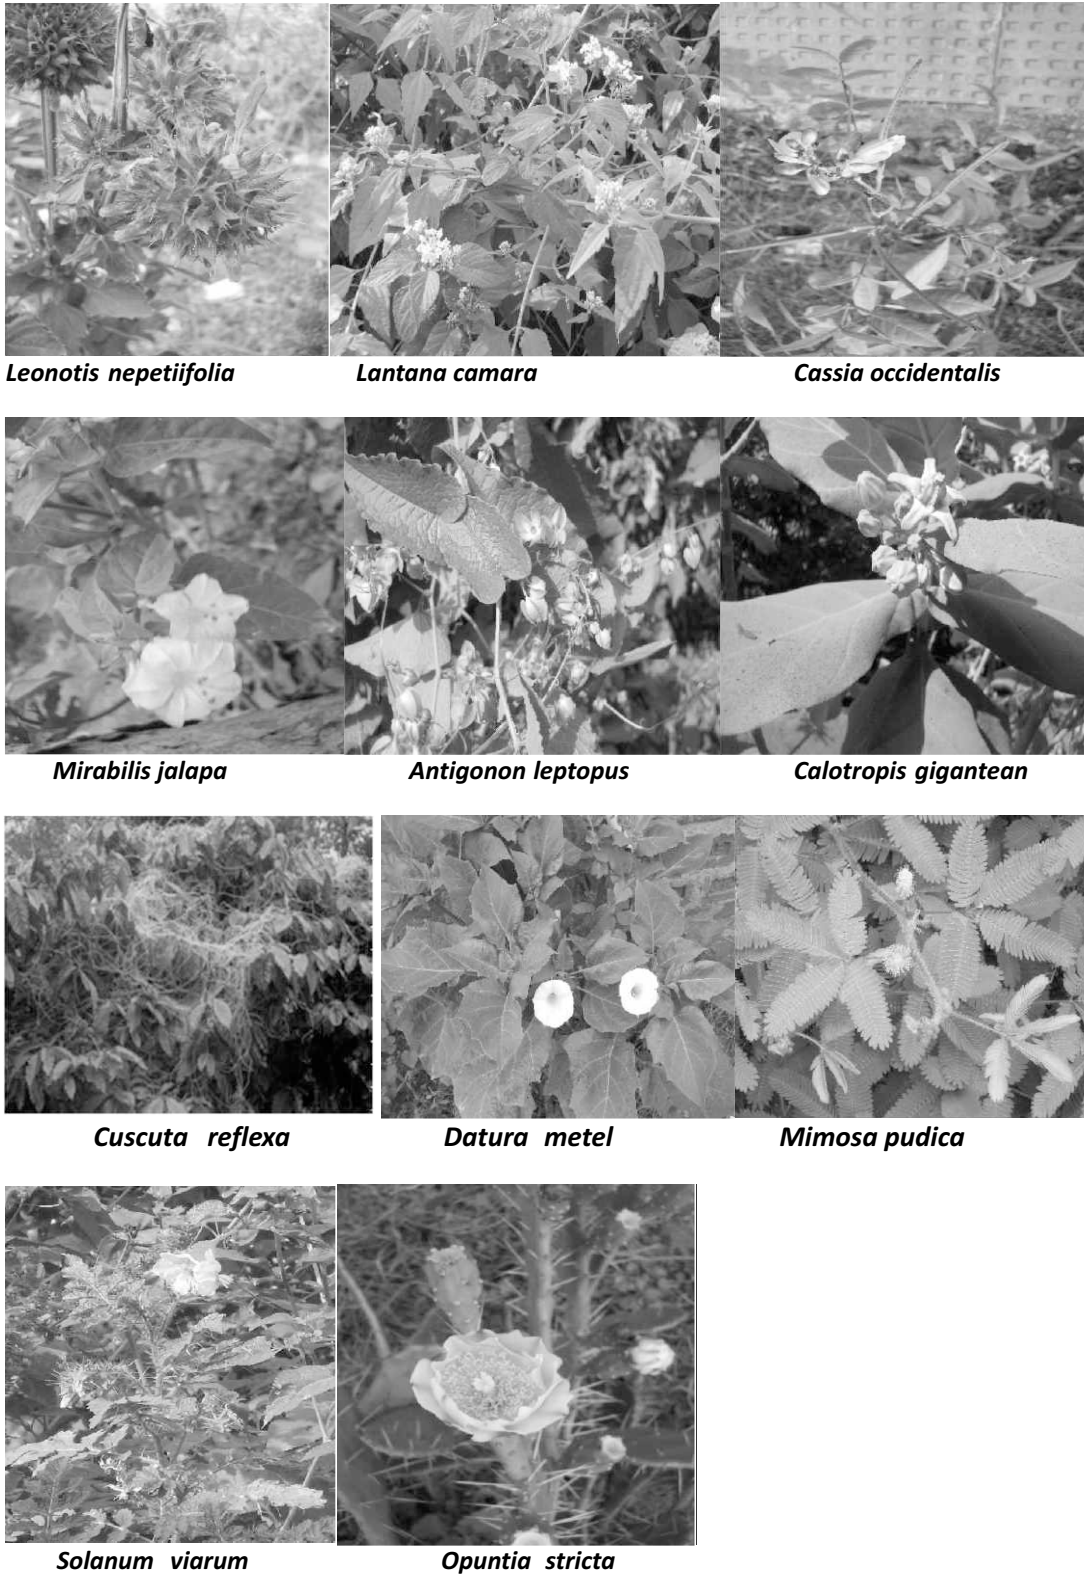 Leonotis nepetiifolia Lantana camara Cassia occidentalis
Mirabilis jalapa Antigonon leptopus Calotropis gigantean
Cuscuta reflexa Datura metel Mimosa pudica
Solanum viarum Opuntia stricta